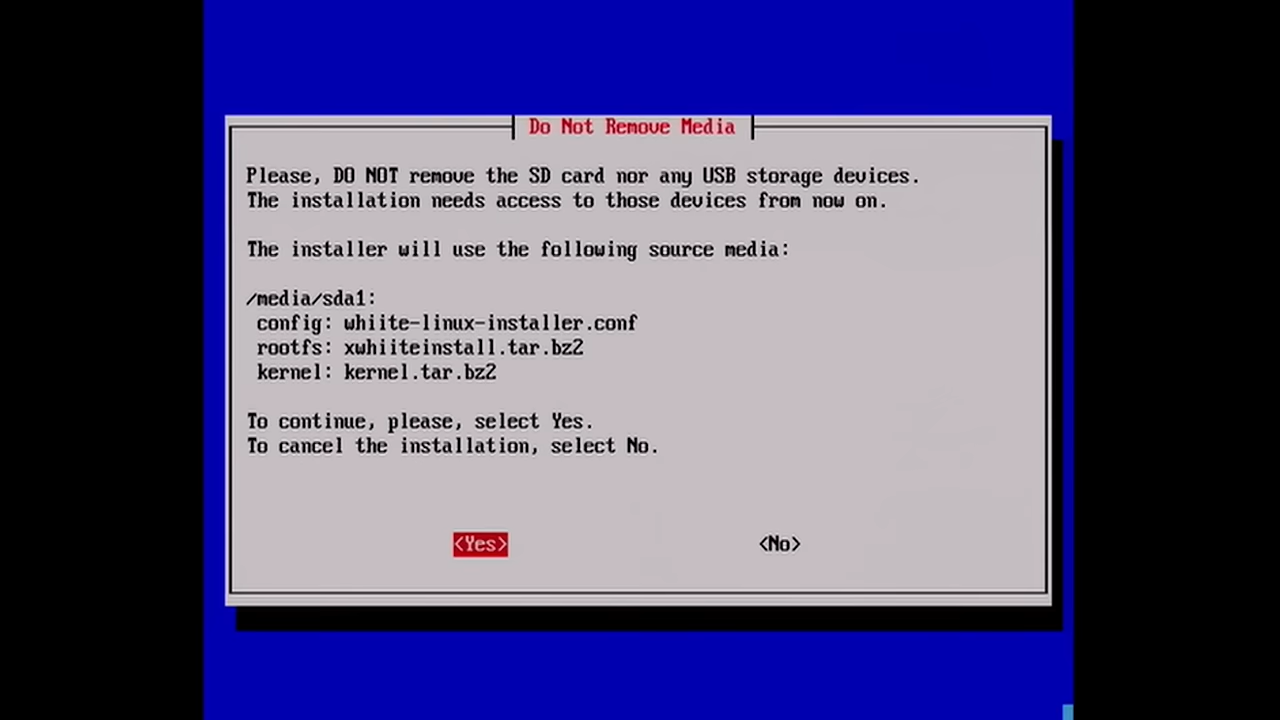 Do Not Remove Media
Please, DO NOT remove the SD card nor any USB storage devices.
The installation needs access to those devices from now on.
The installer will use the following source media:
/media/sda1:
config: whiite-linux-installer.conf
rootfs: xwhiiteinstall.tar.bz2
kernel: kernel.tar.bz2
To continue, please, select Yes.
To cancel the installation, select No.
<Yes> <No>